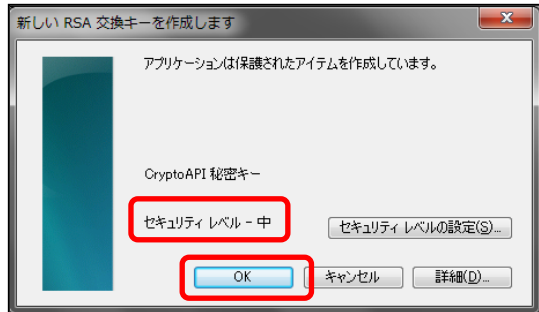 新しい RSA 交換キーを作成します
アプリケーションは保護されたアイテムを作成しています。
CryptoAPI 秘密キー
セキュリティ レベル - 中
セキュリティ レベルの設定(S)...
OK
キャンセル
詳細(D)...